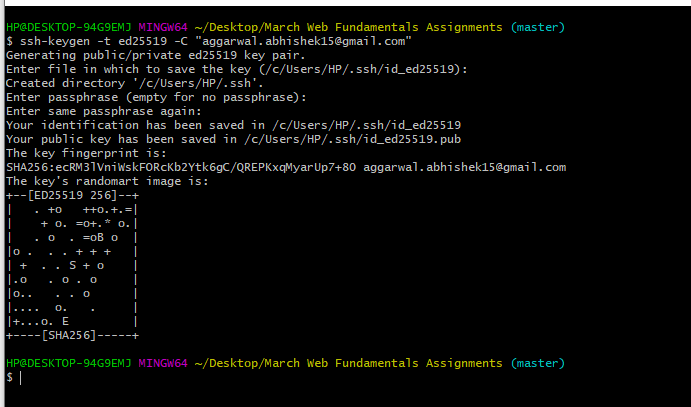 HP@DESKTOP-94G9EMJ MINGW64 ~/Desktop/March Web Fundamentals Assignments (master)
$ ssh-keygen -t ed25519 -C "aggarwal.abhishek15@gmail.com"
Generating public/private ed25519 key pair.
Enter file in which to save the key (/c/Users/HP/.ssh/id_ed25519):
Created directory '/c/Users/HP/.ssh'.
Enter passphrase (empty for no passphrase):
Enter same passphrase again:
Your identification has been saved in /c/Users/HP/.ssh/id_ed25519
Your public key has been saved in /c/Users/HP/.ssh/id_ed25519.pub
The key fingerprint is:
SHA256:ecRM3lVniWskFORcKb2Ytk6gC/QREPKxqMyarUp7+80 aggarwal.abhishek15@gmail.com
The key's randomart image is:
+--[ED25519 256]--+
|   . +o   ++o.+.=|
|    + o. =o+.* o.|
|   . o  . =oB o  |
|o .  . . + + +   |
| +  . . S + o    |
|.o   . o . o     |
|o..    . . o     |
|....  o.   .     |
|+...o. E         |
+----[SHA256]-----+
HP@DESKTOP-94G9EMJ MINGW64 ~/Desktop/March Web Fundamentals Assignments (master)
$